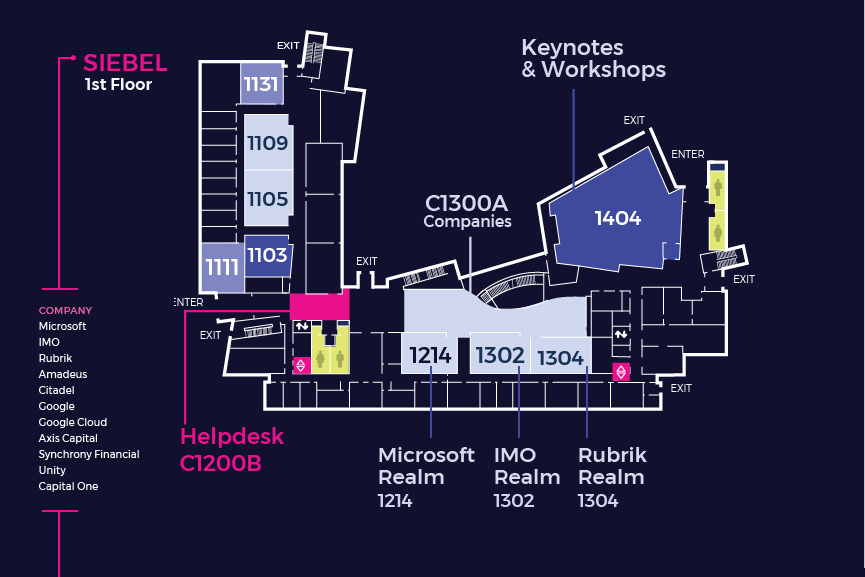 SIEBEL
1st Floor
COMPANY
Microsoft
IMO
Rubrik
Amadeus
Citadel
Google
Google Cloud
Axis Capital
Synchrony Financial
Unity
Capital One
EXIT
1131
1109
1105
1103
1111
ENTER
EXIT
EXIT
Helpdesk
C1200B
Keynotes
& Workshops
C1300A
Companies
EXIT
ENTER
1404
EXIT
1214
1302
1304
EXIT
Microsoft
Realm
1214
IMO
Realm
1302
Rubrik
Realm
1304